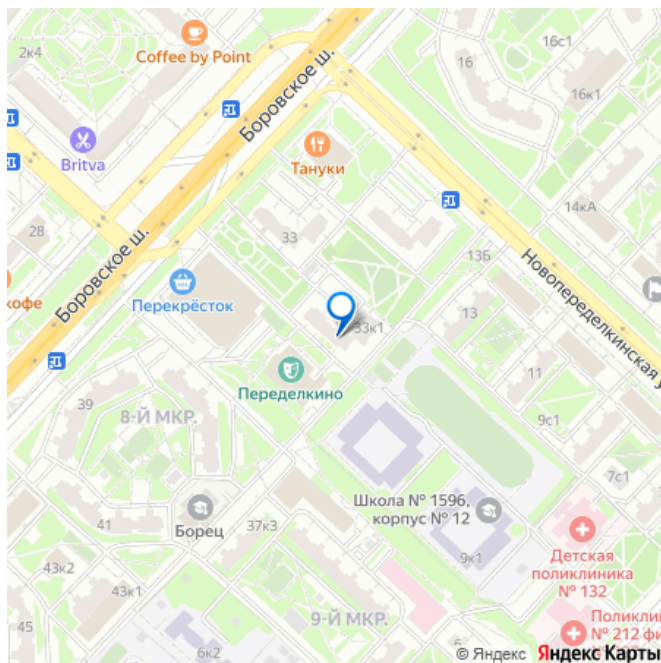 2к4
Coffee by Point
Боровское ш.
16с1
16
16к1
Britva
Тануки
14кА
28
33
13Б
Новопеределкинская у
Боровское ш.
кофе
Перекрёсток
33к1
13
Переделкино
11
39
8-Й МКР.
9с1
7с1
Школа № 1596,
корпус № 12
Борец
41
37к3
9к1
Детская
поликлиника
№ 132
43к2
43к1
9-Й МКР.
Поликли
№ 212 фи
6к2
© Яндекс Яндекс Карты